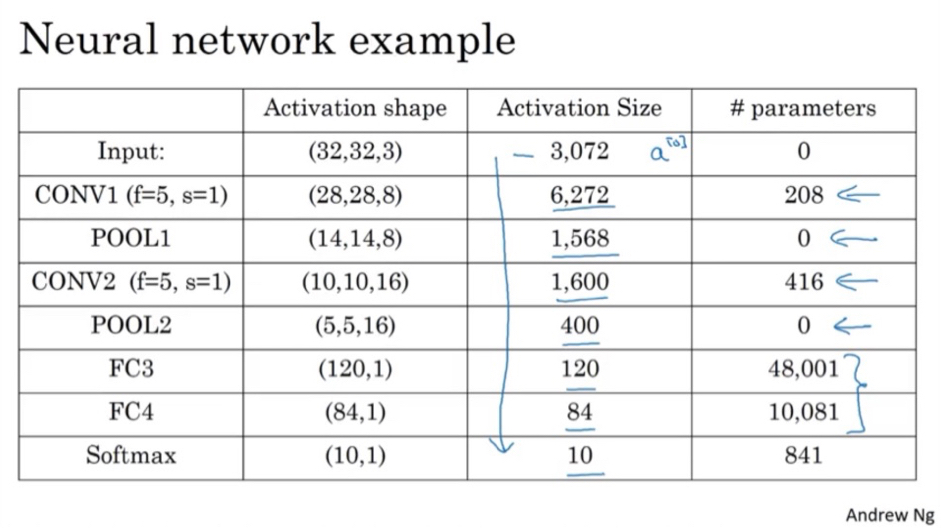 Neural network example
Activation shape Activation Size # parameters
Input: (32,32,3) 3,072 a[0] 0
CONV1 (f=5, s=1) (28,28,8) 6,272 208
POOL1 (14,14,8) 1,568 0
CONV2 (f=5, s=1) (10,10,16) 1,600 416
POOL2 (5,5,16) 400 0
FC3 (120,1) 120 48,001
FC4 (84,1) 84 10,081
Softmax (10,1) 10 841
Andrew Ng